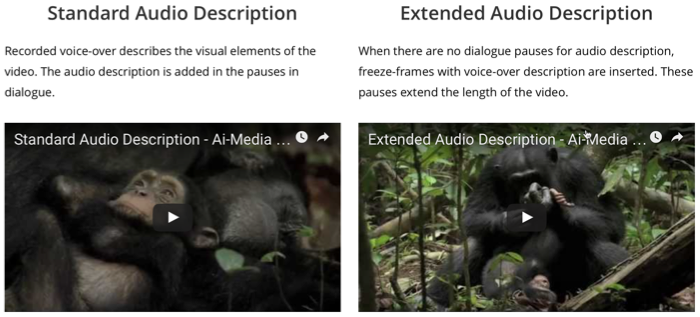 Standard Audio Description
Recorded voice-over describes the visual elements of the
video. The audio description is added in the pauses in
dialogue.
Standard Audio Description - Ai-Media ...
Extended Audio Description
When there are no dialogue pauses for audio description,
freeze-frames with voice-over description are inserted. These
pauses extend the length of the video.
Extended Audio Description - Ai-Media ...